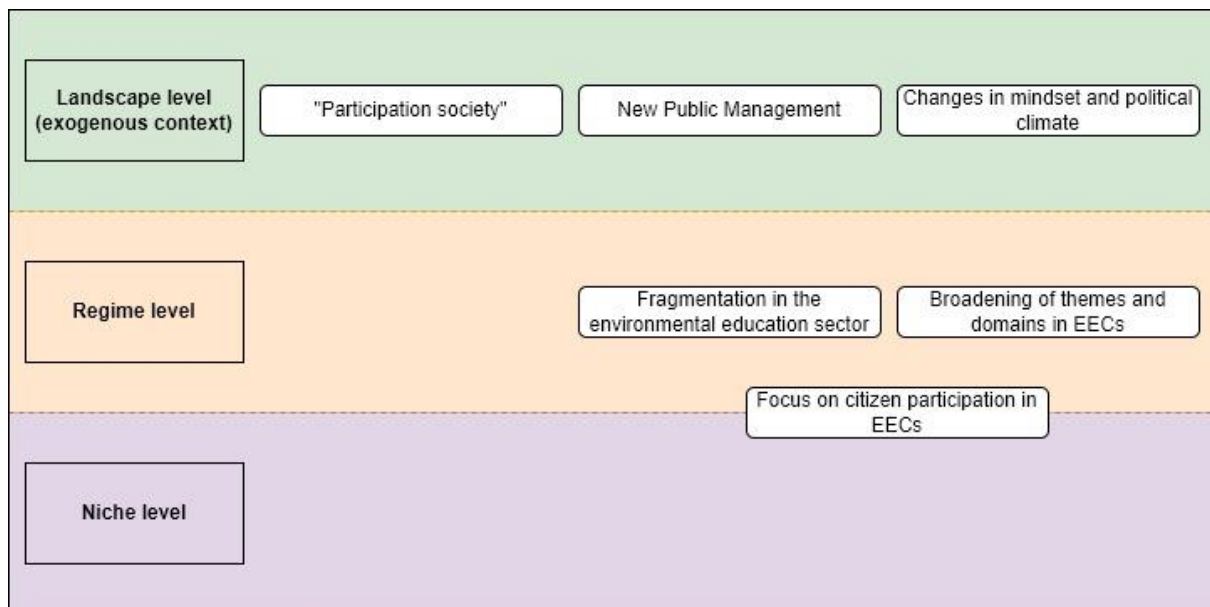 Landscape level
(exogenous context)
"Participation society"
New Public Management
Changes in mindset and political
climate
Regime level
Fragmentation in the
environmental education sector
Broadening of themes and
domains in EECs
Focus on citizen participation in
EECs
Niche level